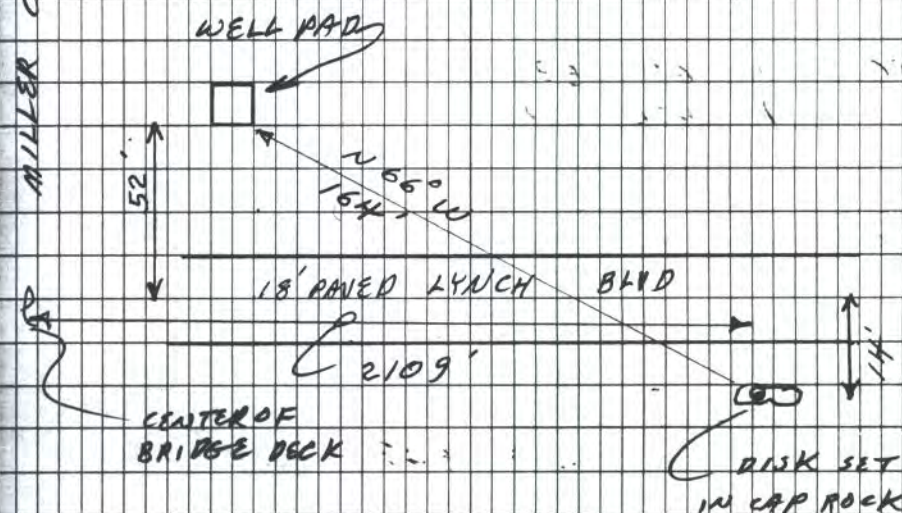 WELL PAD
MILLER
52'
N 66° W
164'
18' PAVED LYNCH BLVD
2109'
14'
CENTER OF
BRIDGE DECK
DISK SET
IN CAP ROCK